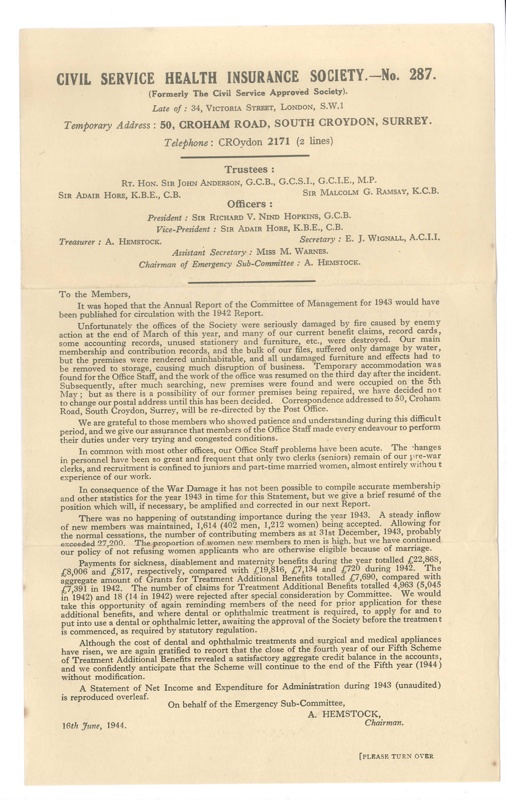 CIVIL SERVICE HEALTH INSURANCE SOCIETY.—No. 287.
(Formerly The Civil Service Approved Society).
Late of : 34, VICTORIA STREET, LONDON, S.W.1
Temporary Address : 50, CROHAM ROAD, SOUTH CROYDON, SURREY.
Telephone : CROydon 2171 (2 lines)
Trustees :
RT. HON. SIR JOHN ANDERSON, G.C.B., G.C.S.I., G.C.I.E., M.P.
SIR ADAIR HORE, K.B.E., C.B. SIR MALCOLM G. RAMSAY, K.C.B.
Officers :
President : SIR RICHARD V. NIND HOPKINS, G.C.B.
Vice-President : SIR ADAIR HORE, K.B.E., C.B.
Treasurer : A. HEMSTOCK. Secretary : E. J. WIGNALL, A.C.I.I.
Assistant Secretary : MISS M. WARNES.
Chairman of Emergency Sub-Committee : A. HEMSTOCK.
To the Members,
It was hoped that the Annual Report of the Committee of Management for 1943 would have
been published for circulation with the 1942 Report.
Unfortunately the offices of the Society were seriously damaged by fire caused by enemy
action at the end of March of this year, and many of our current benefit claims, record cards,
some accounting records, unused stationery and furniture, etc., were destroyed. Our main
membership and contribution records, and the bulk of our files, suffered only damage by water,
but the premises were rendered uninhabitable, and all undamaged furniture and effects had to
be removed to storage, causing much disruption of business. Temporary accommodation was
found for the Office Staff, and the work of the office was resumed on the third day after the incident.
Subsequently, after much searching, new premises were found and were occupied on the 5th
May ; but as there is a possibility of our former premises being repaired, we have decided not
to change our postal address until this has been decided. Correspondence addressed to 50, Croham
Road, South Croydon, Surrey, will be re-directed by the Post Office.
We are grateful to those members who showed patience and understanding during this difficult
period, and we give our assurance that members of the Office Staff made every endeavour to perform
their duties under very trying and congested conditions.
In common with most other offices, our Office Staff problems have been acute. The changes
in personnel have been so great and frequent that only two clerks (seniors) remain of our pre-war
clerks, and recruitment is confined to juniors and part-time married women, almost entirely without
experience of our work.
In consequence of the War Damage it has not been possible to compile accurate membership
and other statistics for the year 1943 in time for this Statement, but we give a brief resumé of the
position which will, if necessary, be amplified and corrected in our next Report.
There was no happening of outstanding importance during the year 1943. A steady inflow
of new members was maintained, 1,614 (402 men, 1,212 women) being accepted. Allowing for
the normal cessations, the number of contributing members as at 31st December, 1943, probably
exceeded 27,200. The proportion of women new members to men is high, but we have continued
our policy of not refusing women applicants who are otherwise eligible because of marriage.
Payments for sickness, disablement and maternity benefits during the year totalled £22,868,
£8,006 and £817, respectively, compared with £19,816, £7,134 and £720 during 1942. The
aggregate amount of Grants for Treatment Additional Benefits totalled £7,690, compared with
£7,391 in 1942. The number of claims for Treatment Additional Benefits totalled 4,963 (5,045
in 1942) and 18 (14 in 1942) were rejected after special consideration by Committee. We would
take this opportunity of again reminding members of the need for prior application for these
additional benefits, and where dental or ophthalmic treatment is required, to apply for and to
put into use a dental or ophthalmic letter, awaiting the approval of the Society before the treatment
is commenced, as required by statutory regulation.
Although the cost of dental and ophthalmic treatments and surgical and medical appliances
have risen, we are again gratified to report that the close of the fourth year of our Fifth Scheme
of Treatment Additional Benefits revealed a satisfactory aggregate credit balance in the accounts,
and we confidently anticipate that the Scheme will continue to the end of the Fifth year (1944)
without modification.
A Statement of Net Income and Expenditure for Administration during 1943 (unaudited)
is reproduced overleaf.
On behalf of the Emergency Sub-Committee,
A. HEMSTOCK,
16th June, 1944. Chairman.
[PLEASE TURN OVER